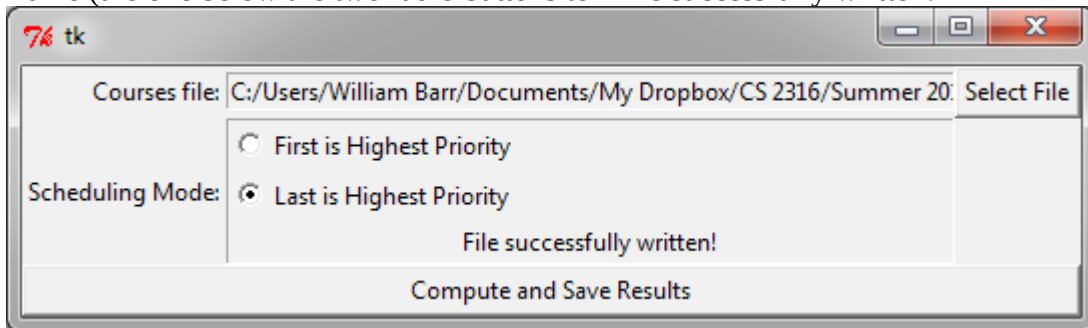 tk
Courses file: C:/Users/William Barr/Documents/My Dropbox/CS 2316/Summer 20 Select File
First is Highest Priority
Scheduling Mode: Last is Highest Priority
File successfully written!
Compute and Save Results